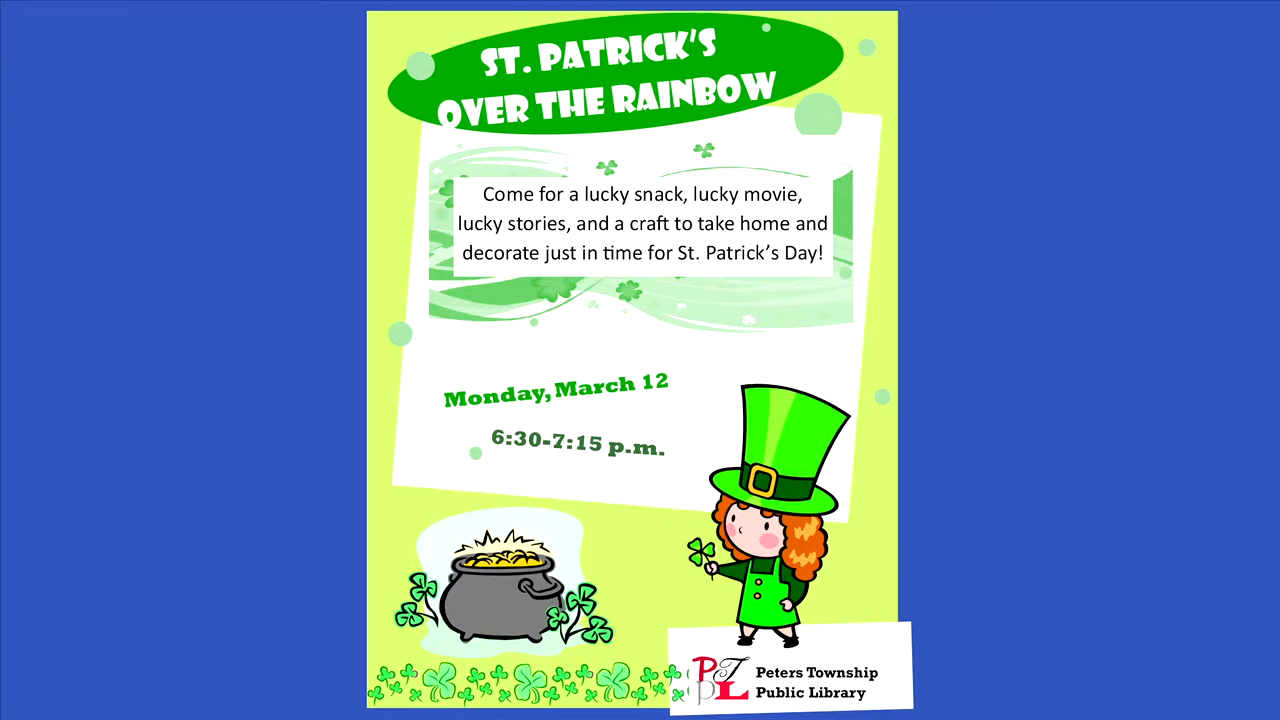 ST. PATRICK'S
OVER THE RAINBOW
Come for a lucky snack, lucky movie,
lucky stories, and a craft to take home and
decorate just in time for St. Patrick's Day!
Monday, March 12
6:30-7:15 p.m.
PT
PL
Peters Township
Public Library